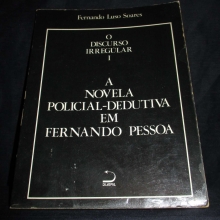 Fernando Luso Soares
O
DISCURSO
IRREGULAR
I
A
NOVELA
POLICIAL-DEDUTIVA
EM
FERNANDO PESSOA